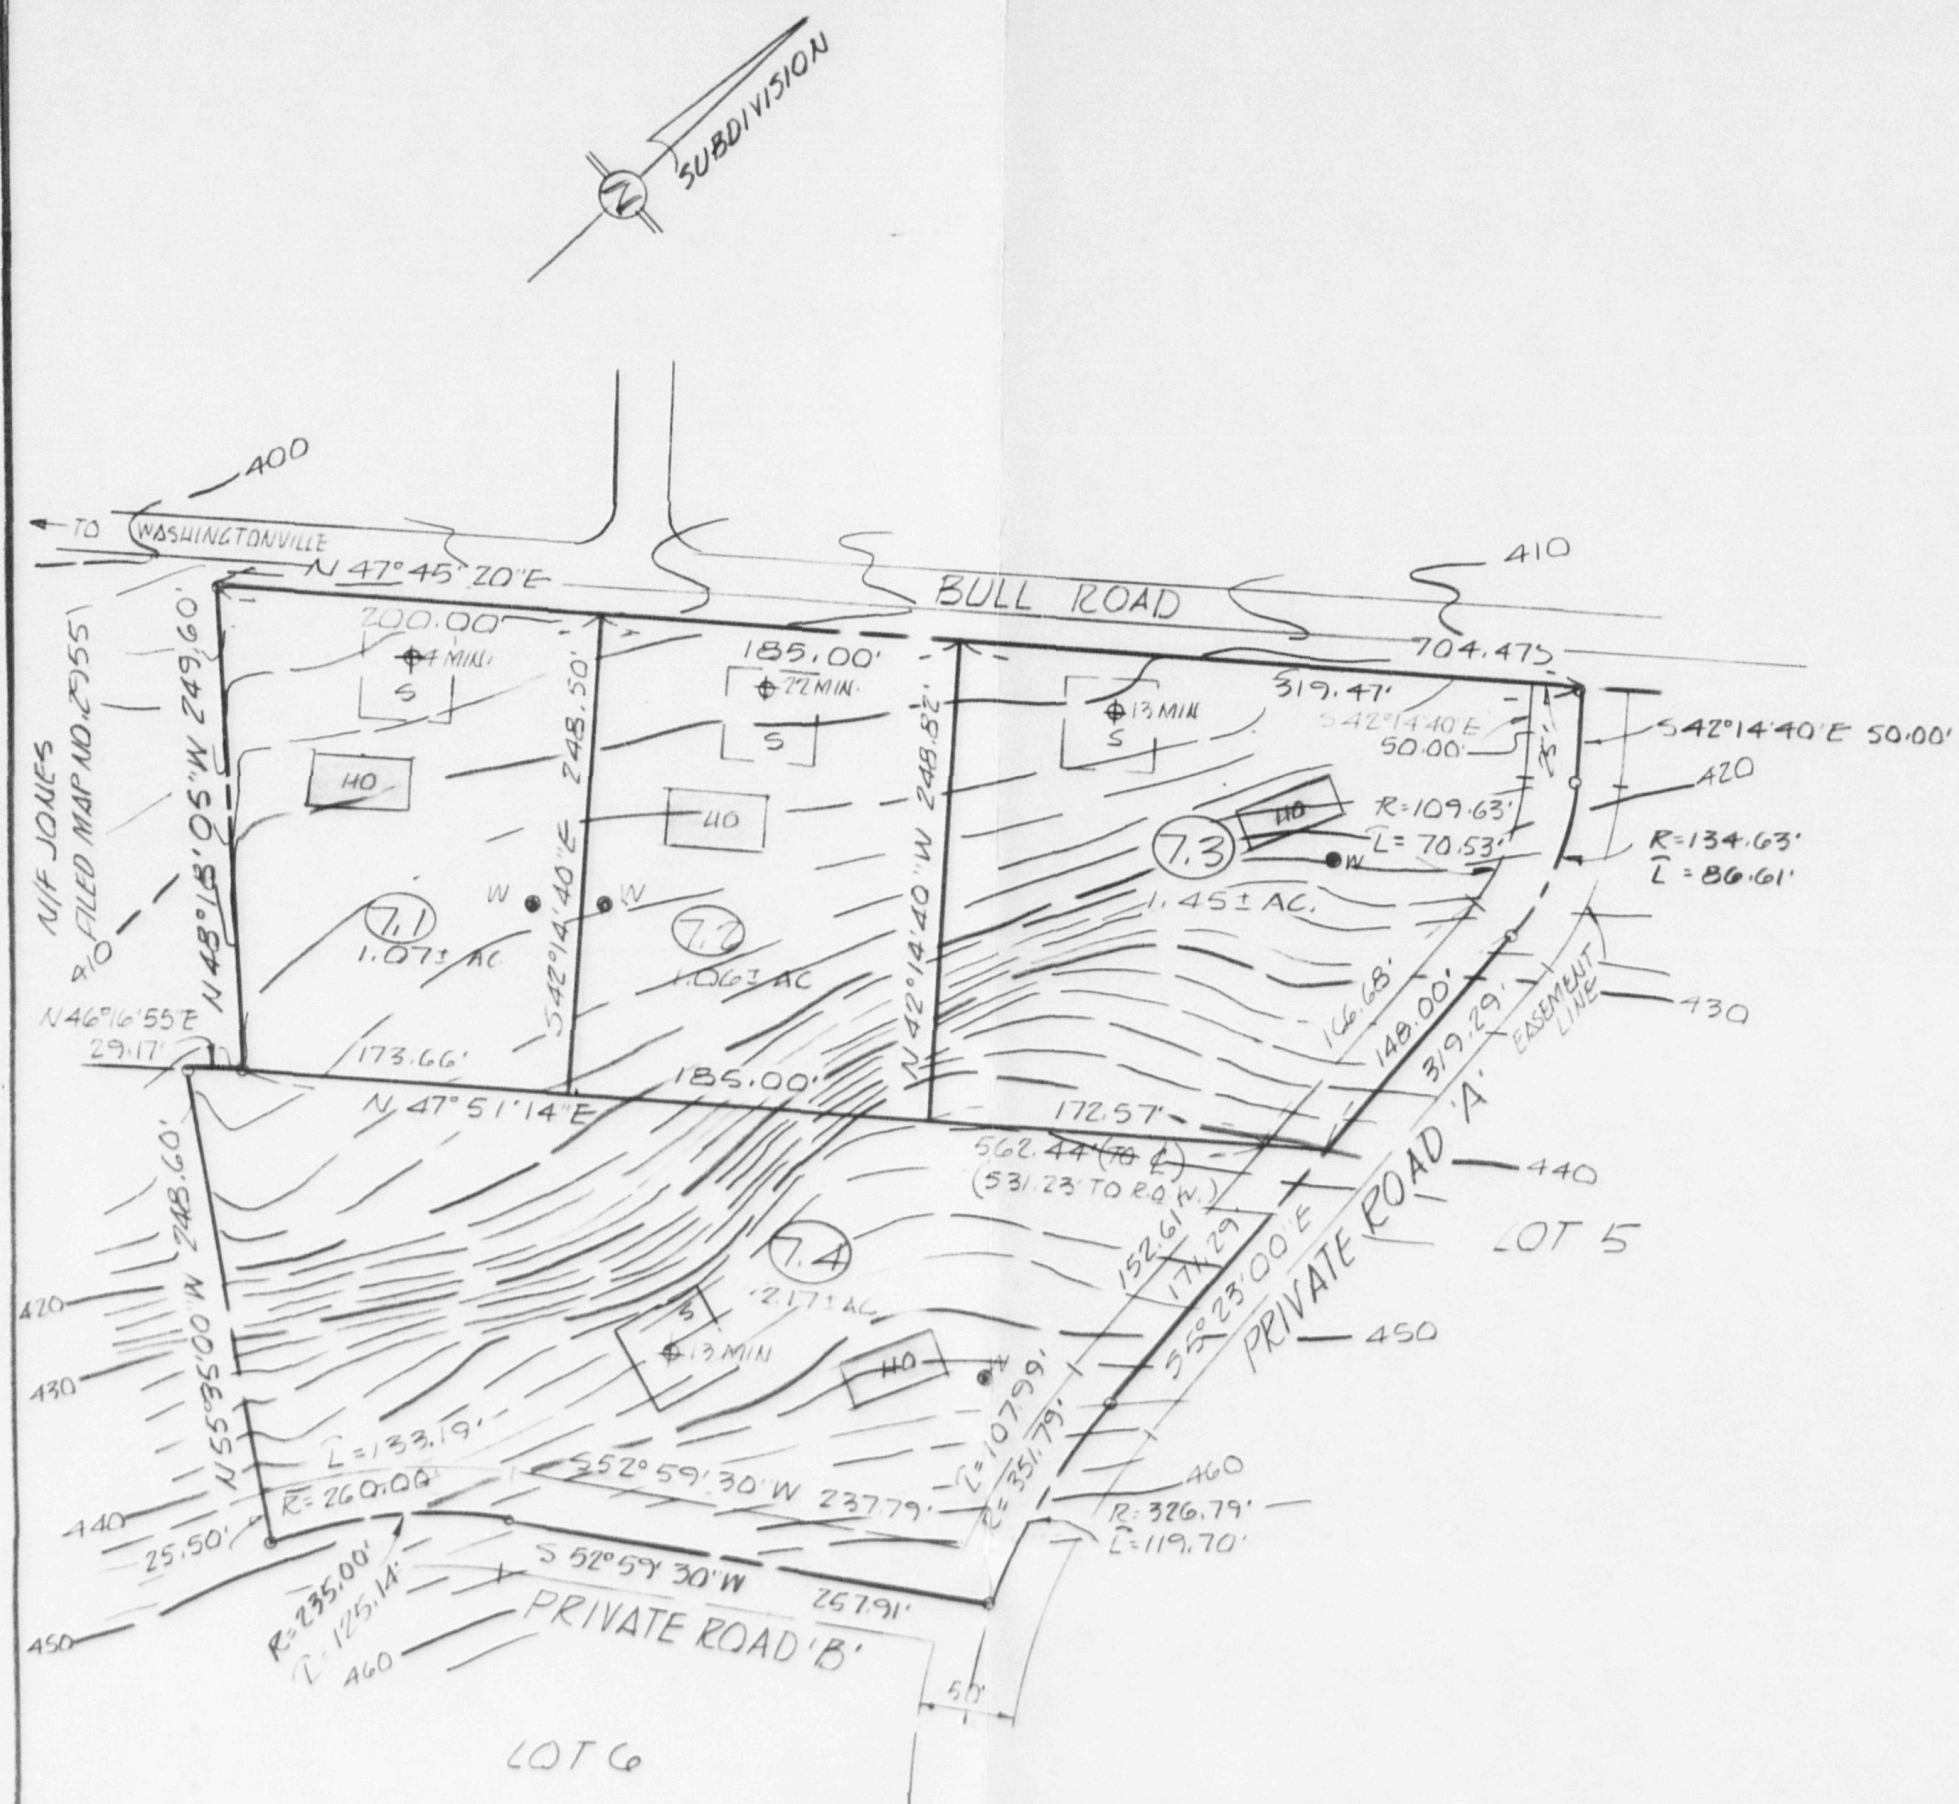 N
SUBDIVISION
400
TO WASHINGTONVILLE
N 47° 45' 20" E
BULL ROAD
410
704.47'
200.00'
185.00'
319.47'
4 MIN.
S
22 MIN.
S
13 MIN
S
S 42° 14' 40" E
50.00'
25'
S 42° 14' 40" E 50.00'
420
N/F JONES
FILED MAP NO. 2955
410
N 48° 18' 05" W 249.60'
HO
S 42° 14' 40" E 248.50'
HO
N 42° 14' 40" W 248.82'
HO
R=109.63'
L=70.53'
R=134.63'
L=86.61'
7.3
W
1.45± AC.
W
W
7.1
1.07± AC
7.2
1.06± AC
N 46° 16' 55" E
29.17'
173.66'
185.00'
172.57'
N 47° 51' 14" E
562.44' (TO ℄)
(531.23' TO R.O.W.)
166.68'
148.00'
319.29'
EASEMENT
LINE
430
440
LOT 5
PRIVATE ROAD 'A'
N 55° 35' 00" W 248.60'
7.4
2.17± AC.
152.61'
171.29'
S 55° 23' 00" E
420
430
440
450
S
13 MIN
HO
W
450
L=107.99'
L=351.79'
L=133.19'
R=260.00'
S 52° 59' 30" W 237.79'
460
R=326.79'
L=119.70'
25.50'
R=235.00'
L=125.14'
460
S 52° 59' 30" W 257.91'
PRIVATE ROAD 'B'
50'
LOT 6